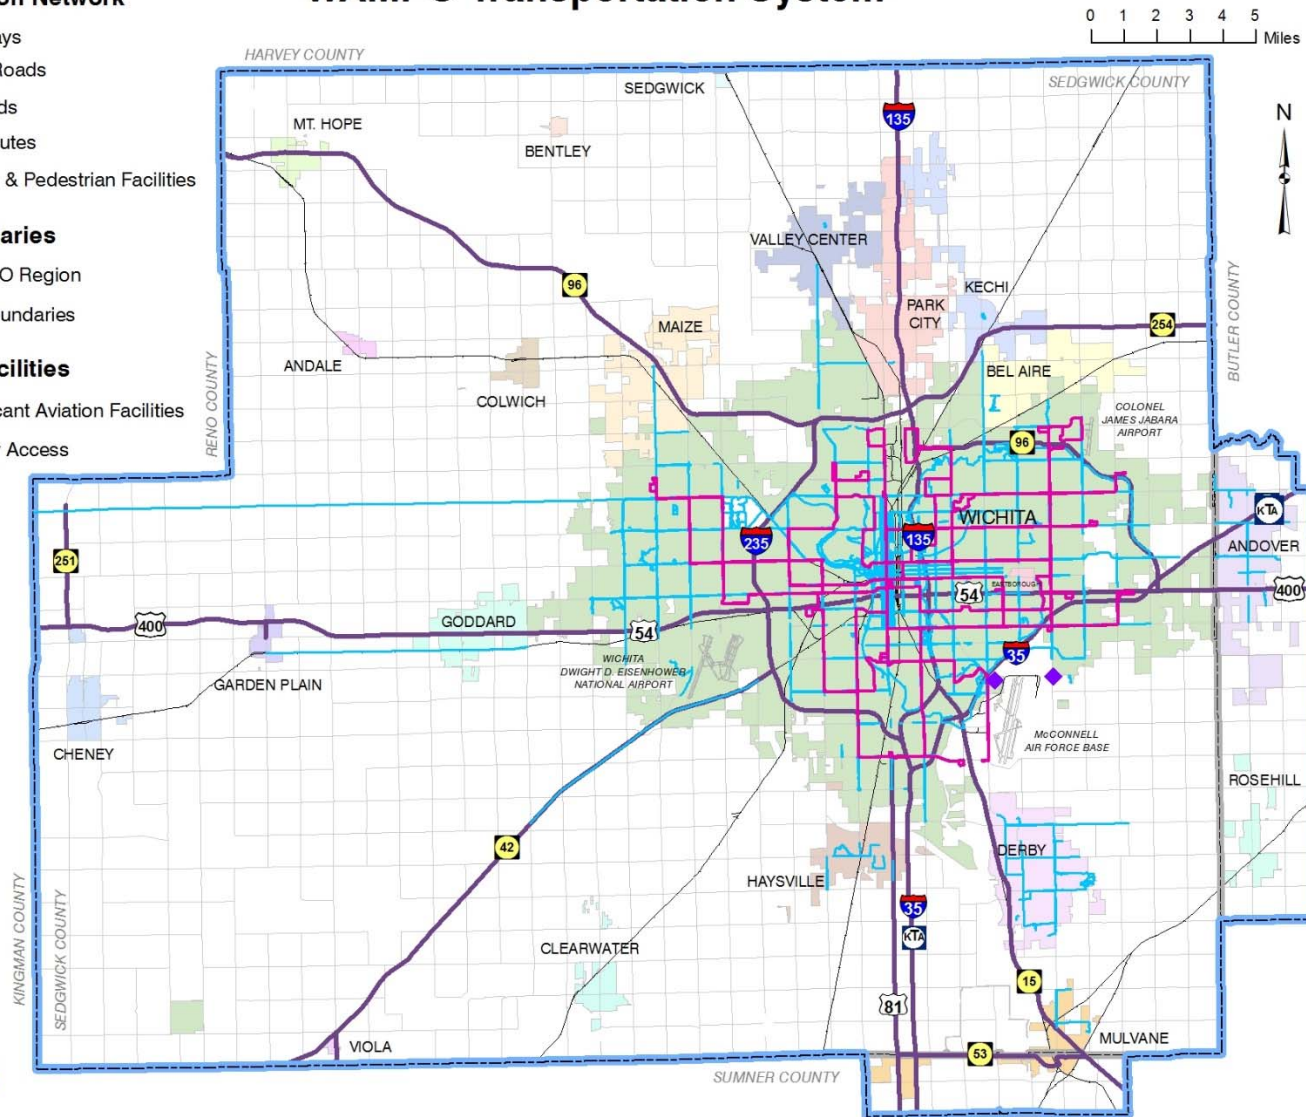 WAMPO Transportation System
on Network
ays
Roads
ds
utes
& Pedestrian Facilities
aries
O Region
undaries
cilities
cant Aviation Facilities
Access
0 1 2 3 4 5
Miles
N
HARVEY COUNTY
SEDGWICK COUNTY
SEDGWICK
MT. HOPE
BENTLEY
135
VALLEY CENTER
96
KECHI
PARK
CITY
254
BUTLER COUNTY
MAIZE
RENO COUNTY
ANDALE
COLWICH
BEL AIRE
COLONEL
JAMES JABARA
AIRPORT
96
KTA
WICHITA
235
135
ANDOVER
251
EASTBOROUGH
54
400
400
GODDARD
54
35
WICHITA
DWIGHT D. EISENHOWER
NATIONAL AIRPORT
GARDEN PLAIN
McCONNELL
AIR FORCE BASE
CHENEY
ROSEHILL
42
DERBY
HAYSVILLE
35
KTA
KINGMAN COUNTY
SEDGWICK COUNTY
CLEARWATER
15
81
MULVANE
VIOLA
53
SUMNER COUNTY